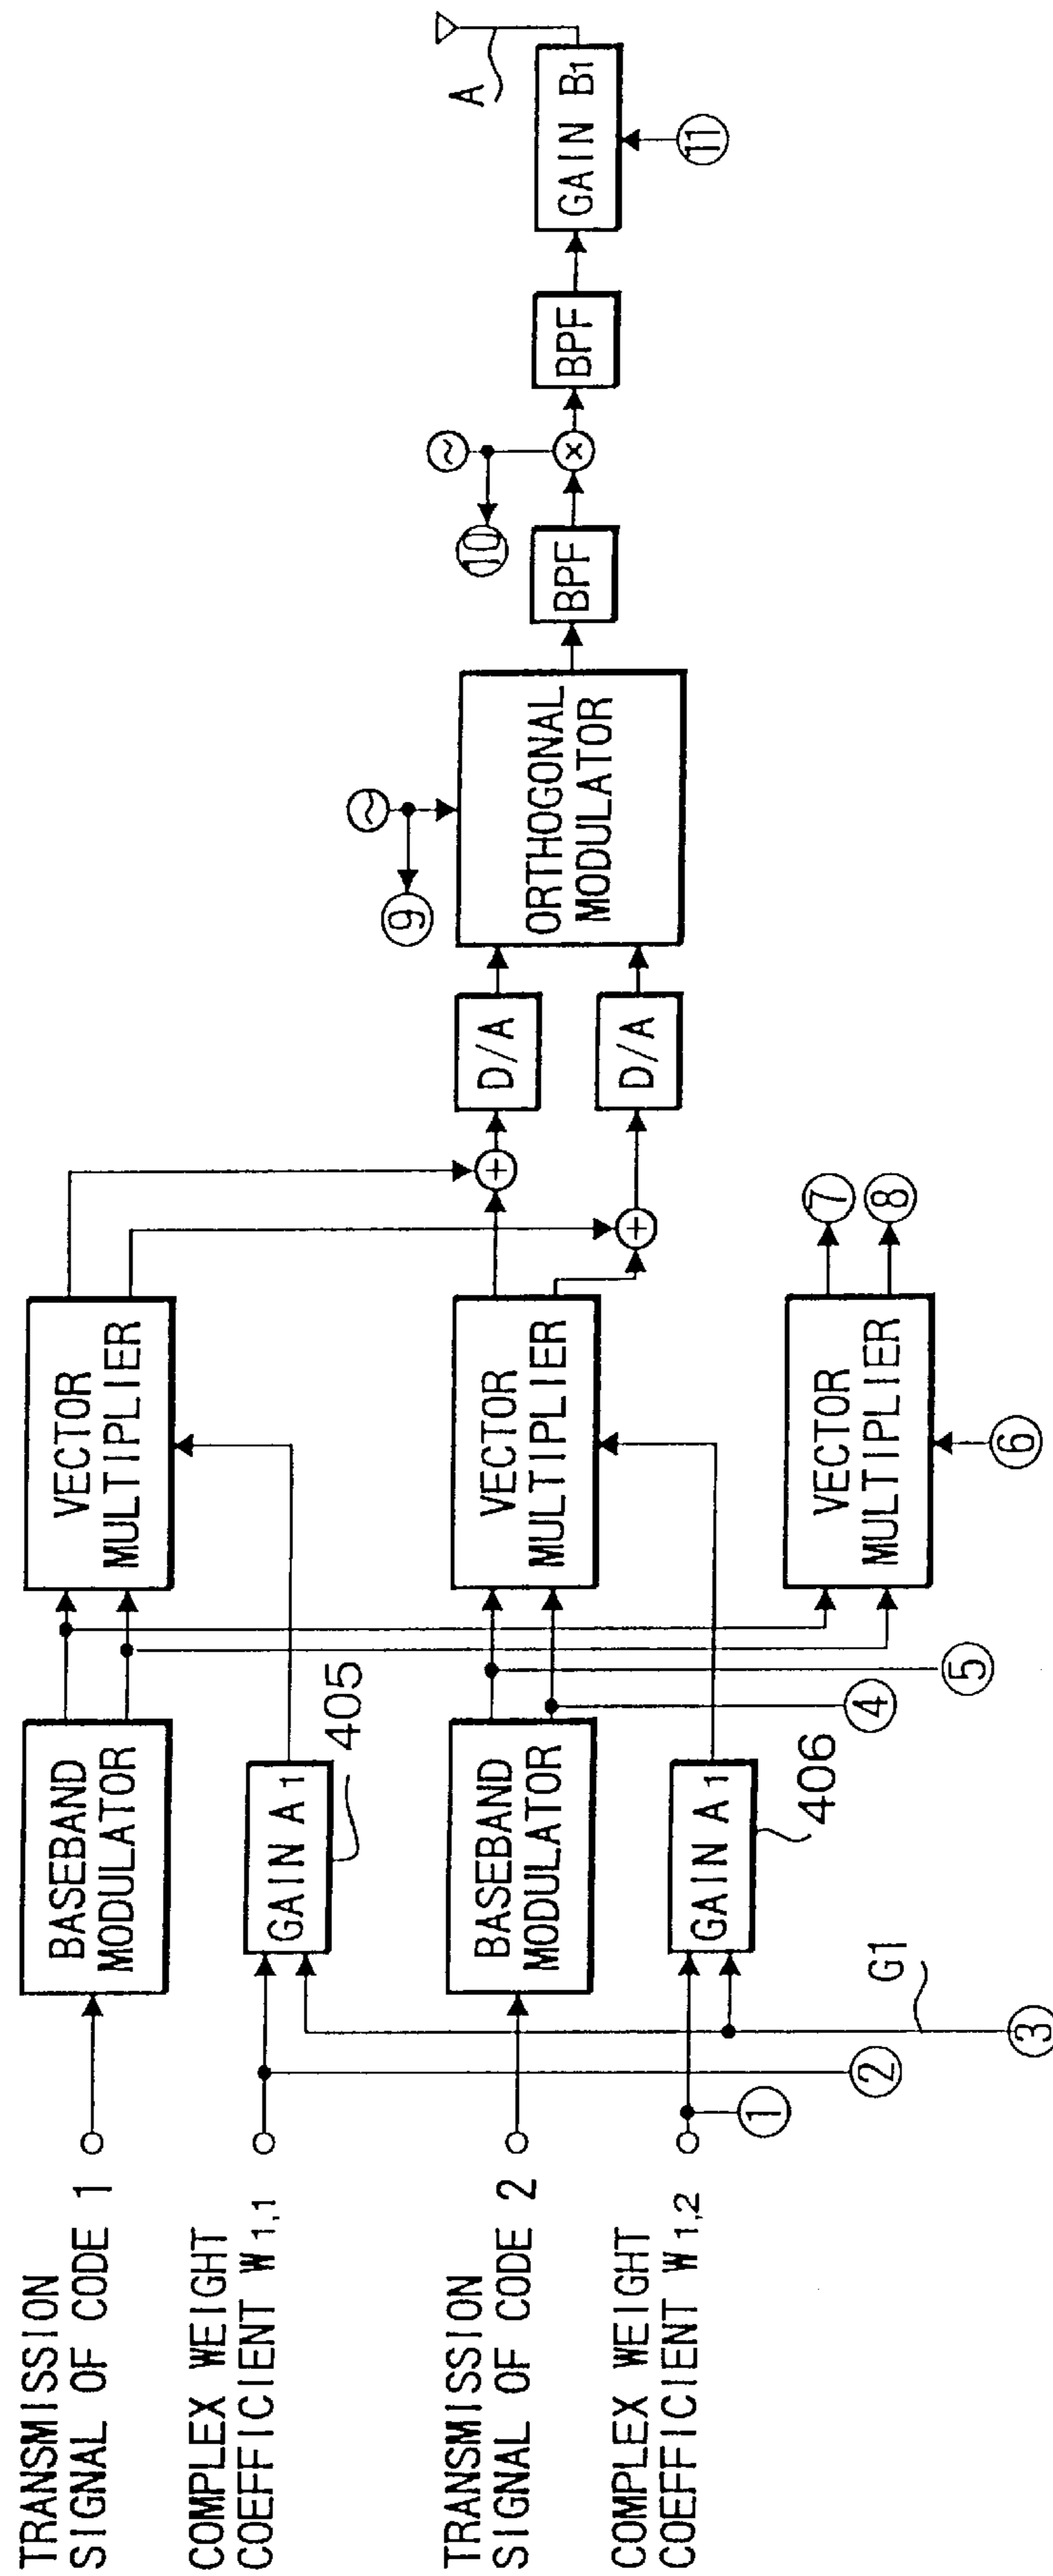 TRANSMISSION
SIGNAL OF CODE 1
BASEBAND
MODULATOR
VECTOR
MULTIPLIER
COMPLEX WEIGHT
COEFFICIENT W1,1
GAIN A1
405
TRANSMISSION
SIGNAL OF CODE 2
BASEBAND
MODULATOR
VECTOR
MULTIPLIER
COMPLEX WEIGHT
COEFFICIENT W1,2
GAIN A1
406
G1
VECTOR
MULTIPLIER
1
2
3
4
5
6
7
8
+
+
D/A
D/A
9
~
ORTHOGONAL
MODULATOR
BPF
10
~
×
BPF
GAIN B1
11
A